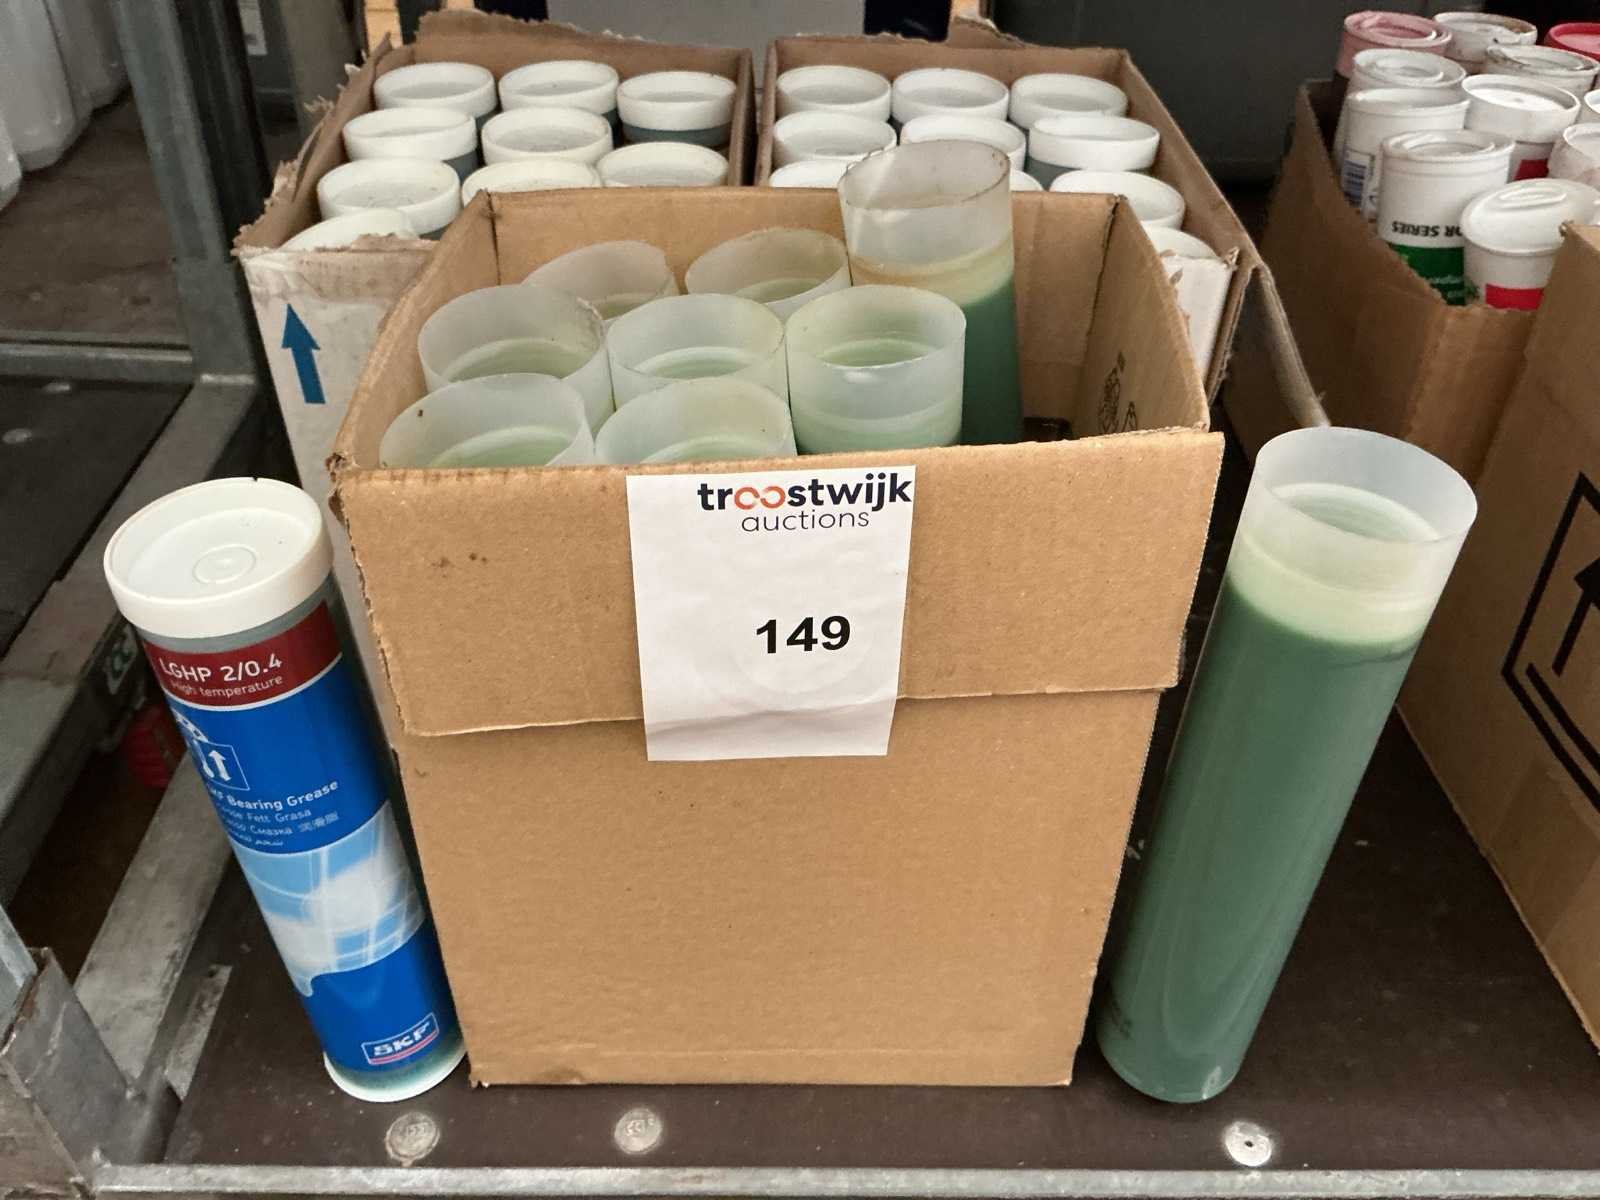 troostwijk
auctions
149
LGHP 2/0.4
High temperature
Bearing Grease
Fett Grasa
Смазка 润滑脂
SKF
OR SERIES